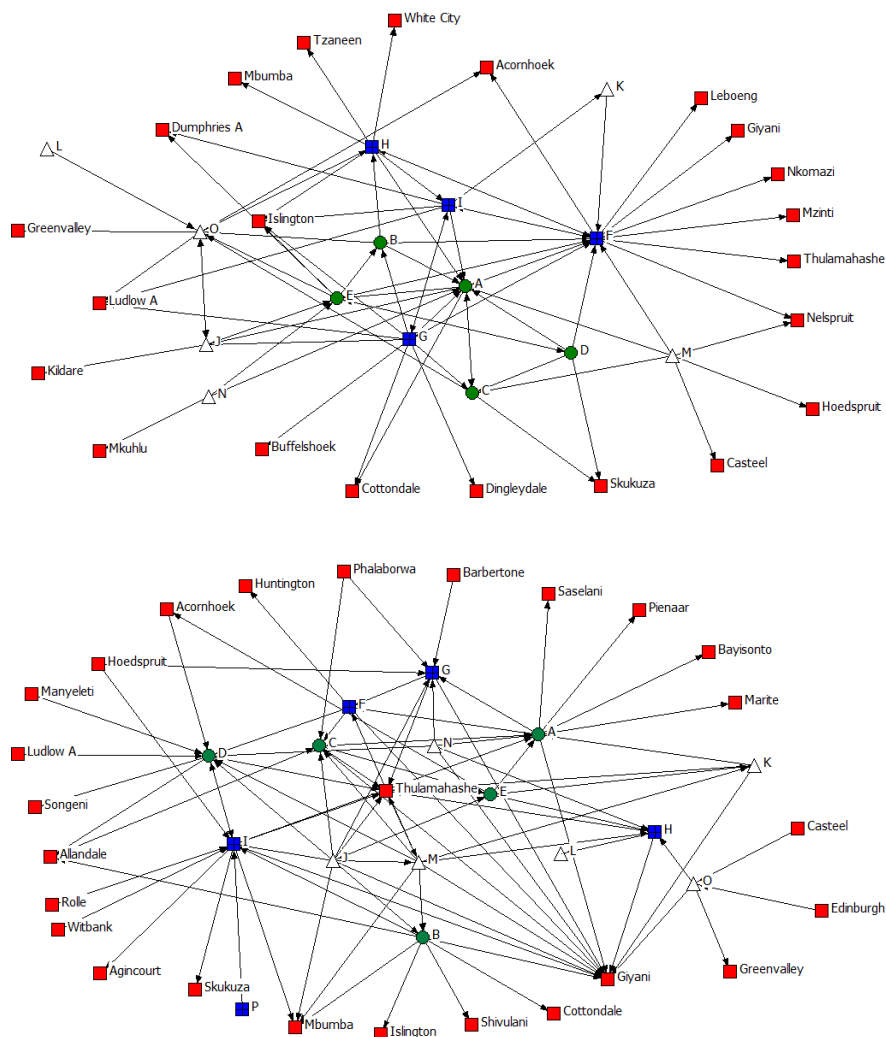 White City
Tzaneen
Acornhoek
Mbumba
K
Leboeng
Dumphries A
Giyani
L
H
Nkomazi
I
Mzinti
Islington
Greenvalley
O
B
F
Thulamahashe
A
E
Ludlow A
Nelspruit
G
J
D
M
Kildare
C
N
Hoedspruit
Mkuhlu
Buffelshoek
Casteel
Skukuza
Cottondale
Dingleydale
Phalaborwa
Barbertone
Huntington
Saselani
Acornhoek
Pienaar
Hoedspruit
Bayisonto
G
Manyeleti
F
Marite
A
C
N
Ludlow A
D
K
Thulamahashe
E
Songeni
H
Casteel
I
Allandale
J
M
L
O
Rolle
Edinburgh
Witbank
B
Agincourt
Giyani
Greenvalley
Skukuza
P
Cottondale
Mbumba
Shivulani
Islington